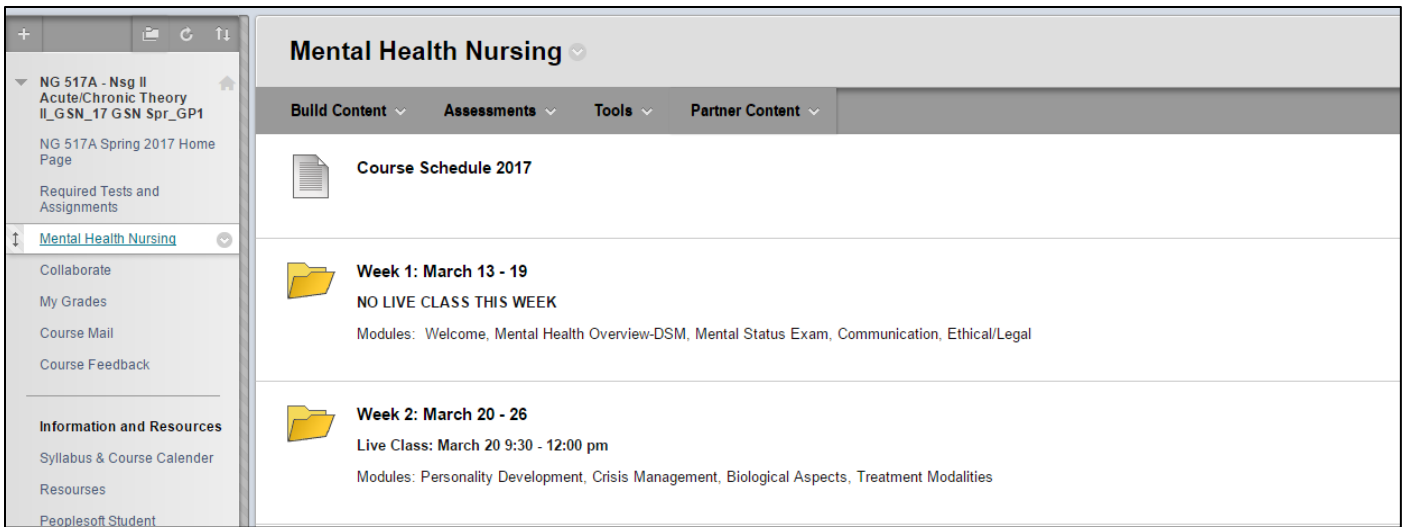 NG 517A - Nsg II
Acute/Chronic Theory
II_GSN_17 GSN Spr_GP1
NG 517A Spring 2017 Home
Page
Required Tests and
Assignments
Mental Health Nursing
Collaborate
My Grades
Course Mail
Course Feedback
Information and Resources
Syllabus & Course Calender
Resourses
Peoplesoft Student
Mental Health Nursing
Build Content Assessments Tools Partner Content
Course Schedule 2017
Week 1: March 13 - 19
NO LIVE CLASS THIS WEEK
Modules: Welcome, Mental Health Overview-DSM, Mental Status Exam, Communication, Ethical/Legal
Week 2: March 20 - 26
Live Class: March 20 9:30 - 12:00 pm
Modules: Personality Development, Crisis Management, Biological Aspects, Treatment Modalities